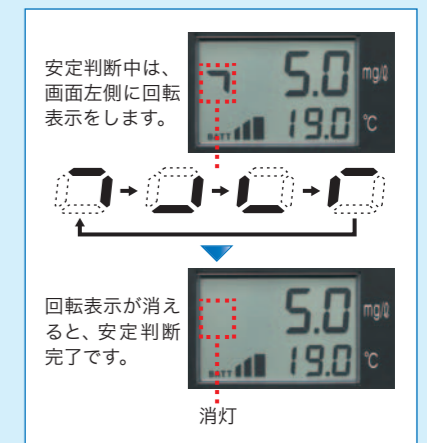 安定判断中は、
画面左側に回転
表示をします。
5.0 mg/ℓ
BATT 19.0 ℃
回転表示が消え
ると、安定判断
完了です。
5.0 mg/ℓ
BATT 19.0 ℃
消灯